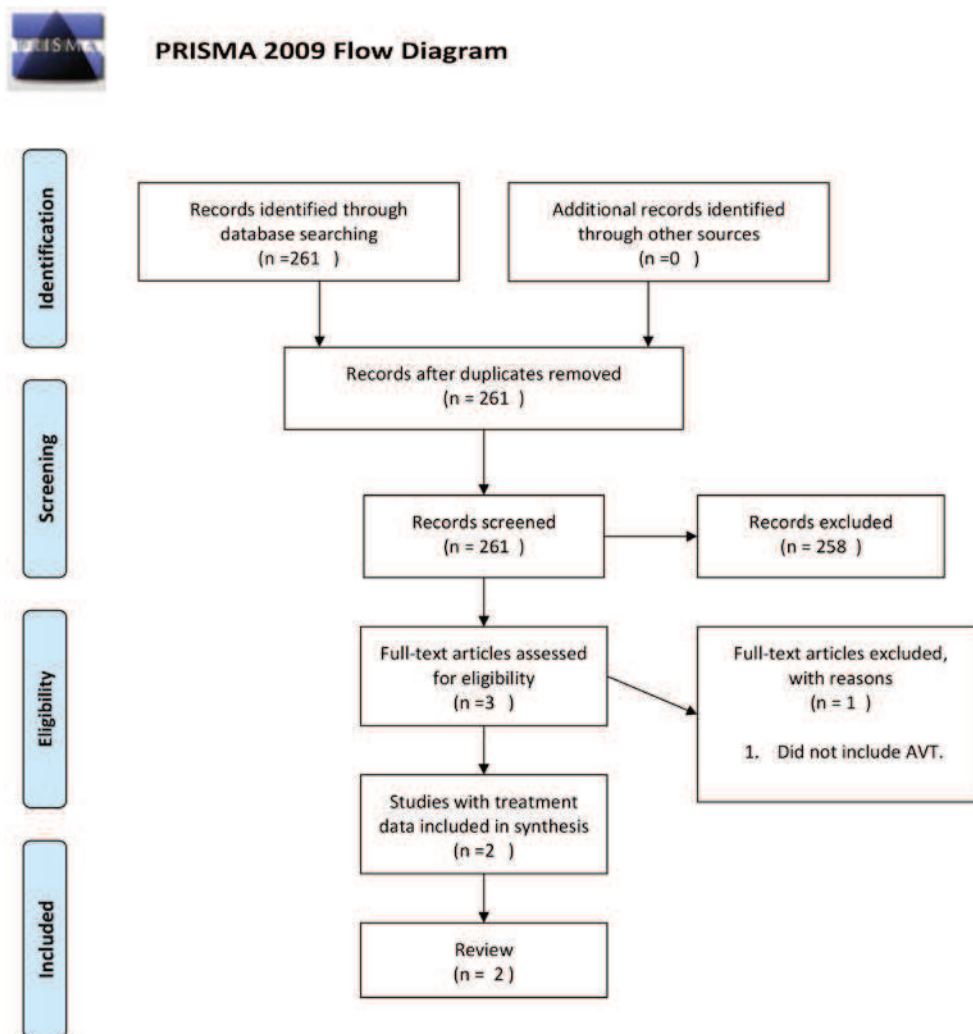 PRISMA
PRISMA 2009 Flow Diagram
Identification
Records identified through
database searching
(n =261 )
Additional records identified
through other sources
(n =0 )
Records after duplicates removed
(n = 261 )
Screening
Records screened
(n = 261 )
Records excluded
(n = 258 )
Eligibility
Full-text articles assessed
for eligibility
(n =3 )
Full-text articles excluded,
with reasons
(n = 1 )
1. Did not include AVT.
Studies with treatment
data included in synthesis
(n =2 )
Included
Review
(n = 2 )